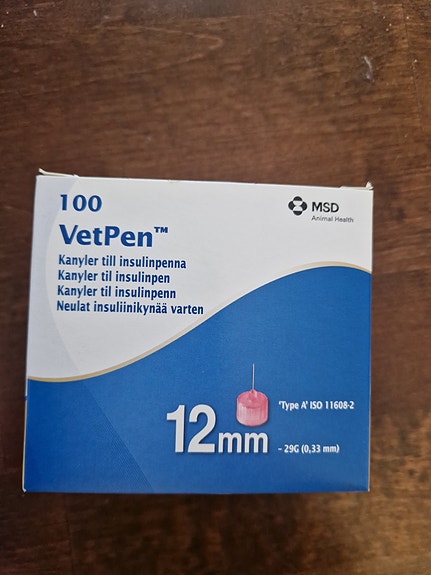 100
MSD
Animal Health
VetPen™
Kanyler till insulinpenna
Kanyler til insulinpen
Kanyler til insulinpenn
Neulat insuliinikynää varten
'Type A' ISO 11608-2
12mm
– 29G (0,33 mm)